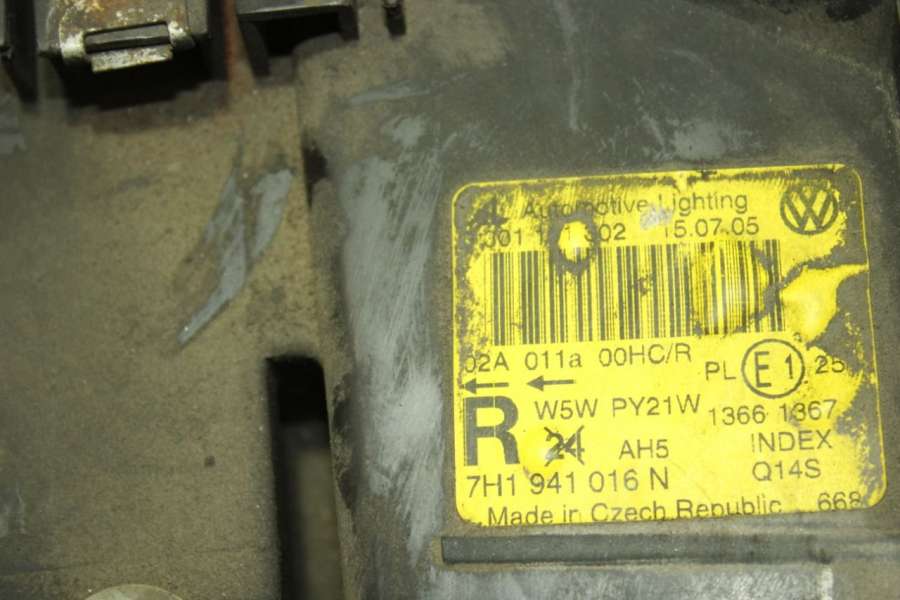 Automotive Lighting
15.07.05
02A 011a 00HC/R
PL E1 25
R W5W PY21W 1366 1367
24 AH5 INDEX
7H1 941 016 N Q14S
Made in Czech Republic 668